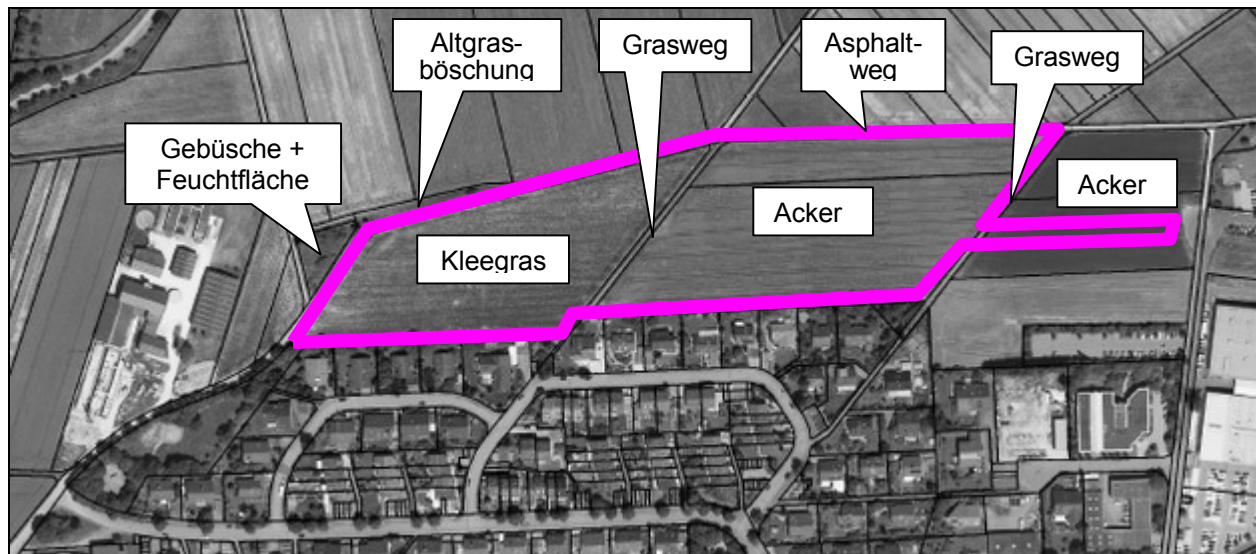 Altgras-
böschung
Grasweg
Asphalt-
weg
Grasweg
Gebüsche +
Feuchtfläche
Acker
Acker
Kleegras